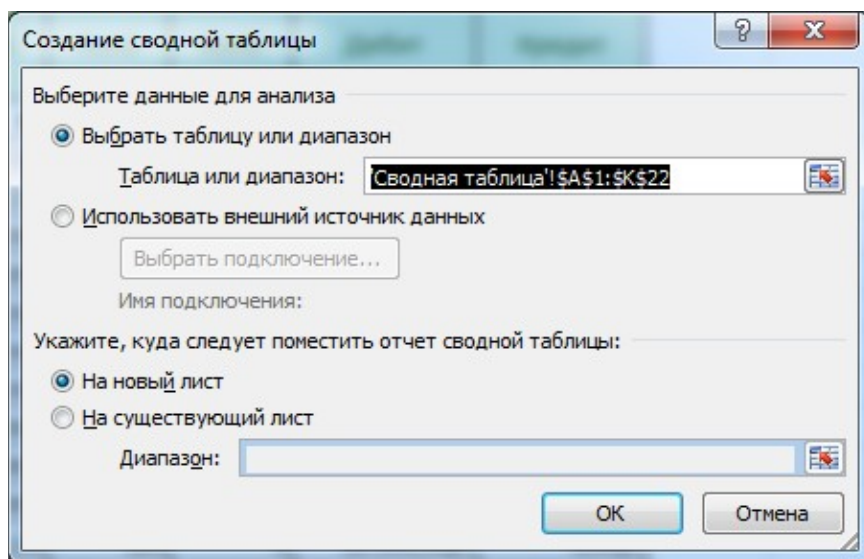 Создание сводной таблицы
?
X
Выберите данные для анализа
Выбрать таблицу или диапазон
Таблица или диапазон: 'Сводная таблица'!$A$1:$K$22
Использовать внешний источник данных
Выбрать подключение...
Имя подключения:
Укажите, куда следует поместить отчет сводной таблицы:
На новый лист
На существующий лист
Диапазон:
ОК
Отмена